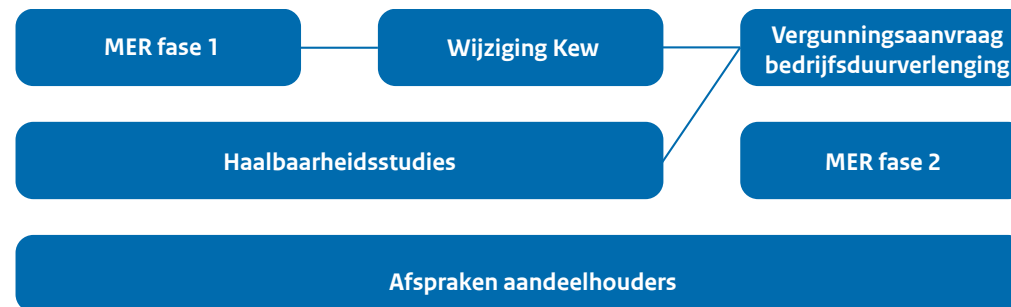 MER fase 1
Wijziging Kew
Vergunningsaanvraag
bedrijfsduurverlenging
Haalbaarheidsstudies
MER fase 2
Afspraken aandeelhouders